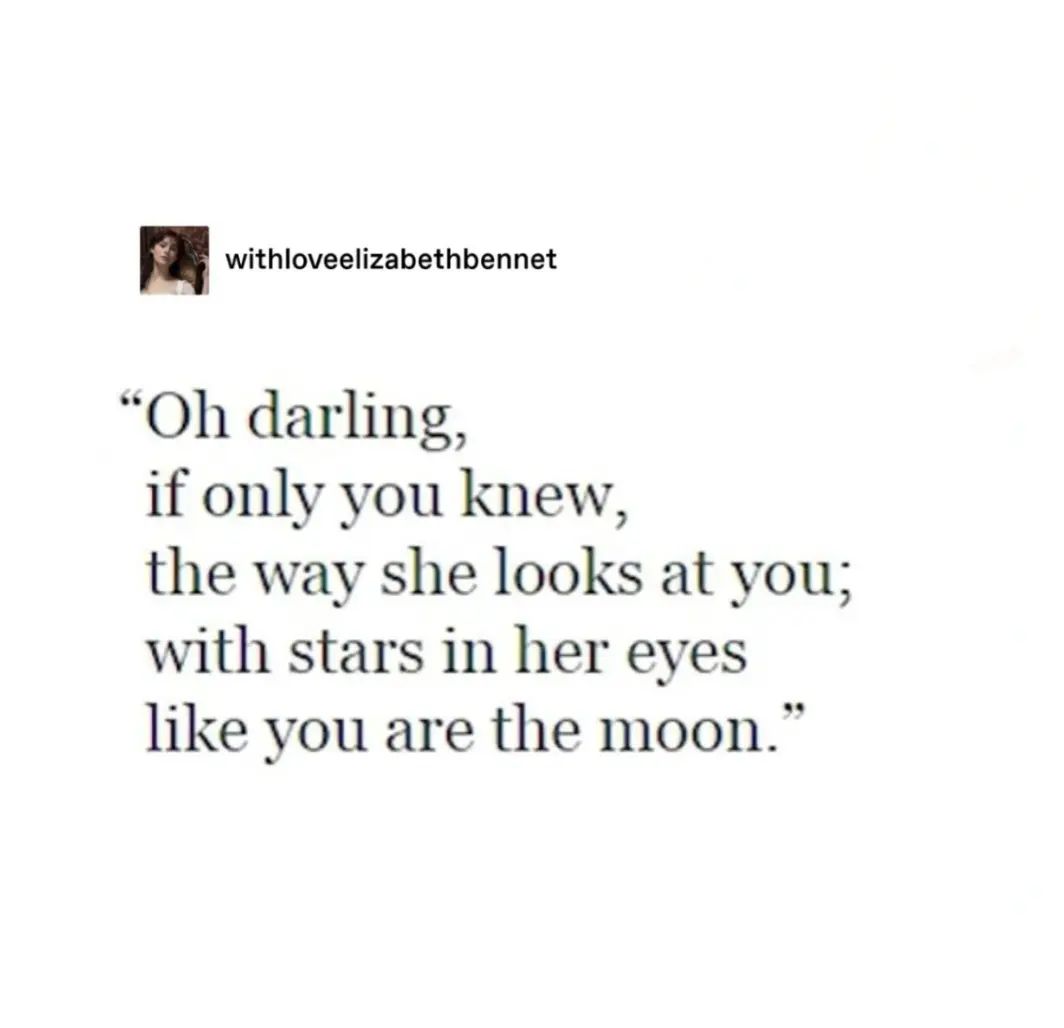 withloveelizabethbennet
“Oh darling,
if only you knew,
the way she looks at you;
with stars in her eyes
like you are the moon.”